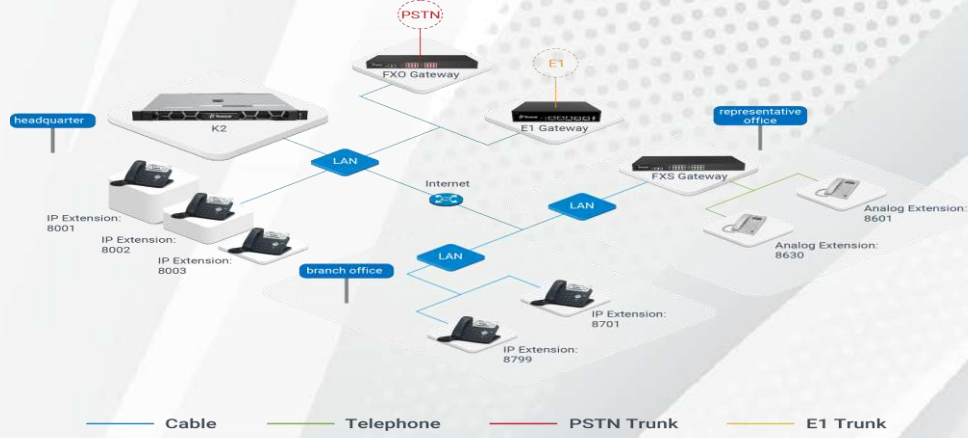 PSTN
FXO Gateway
E1
headquarter
K2
E1 Gateway
representative
office
LAN
FXS Gateway
Internet
IP Extension:
8001
LAN
Analog Extension:
8601
IP Extension:
8002
Analog Extension:
8630
IP Extension:
8003
LAN
branch office
IP Extension:
8701
IP Extension:
8799
Cable
Telephone
PSTN Trunk
E1 Trunk